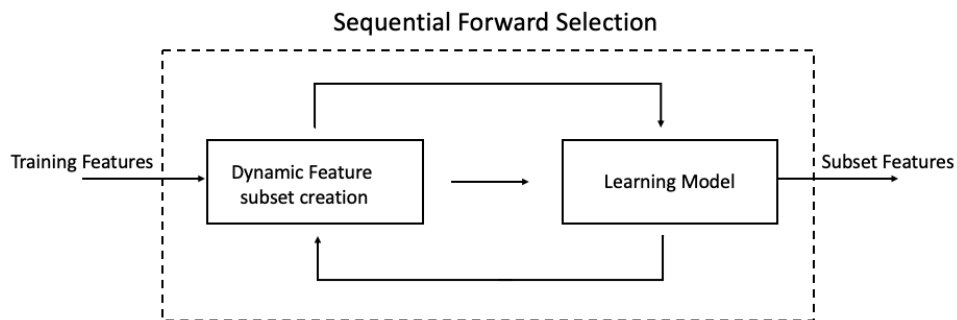 Sequential Forward Selection
Training Features
Dynamic Feature
subset creation
Learning Model
Subset Features